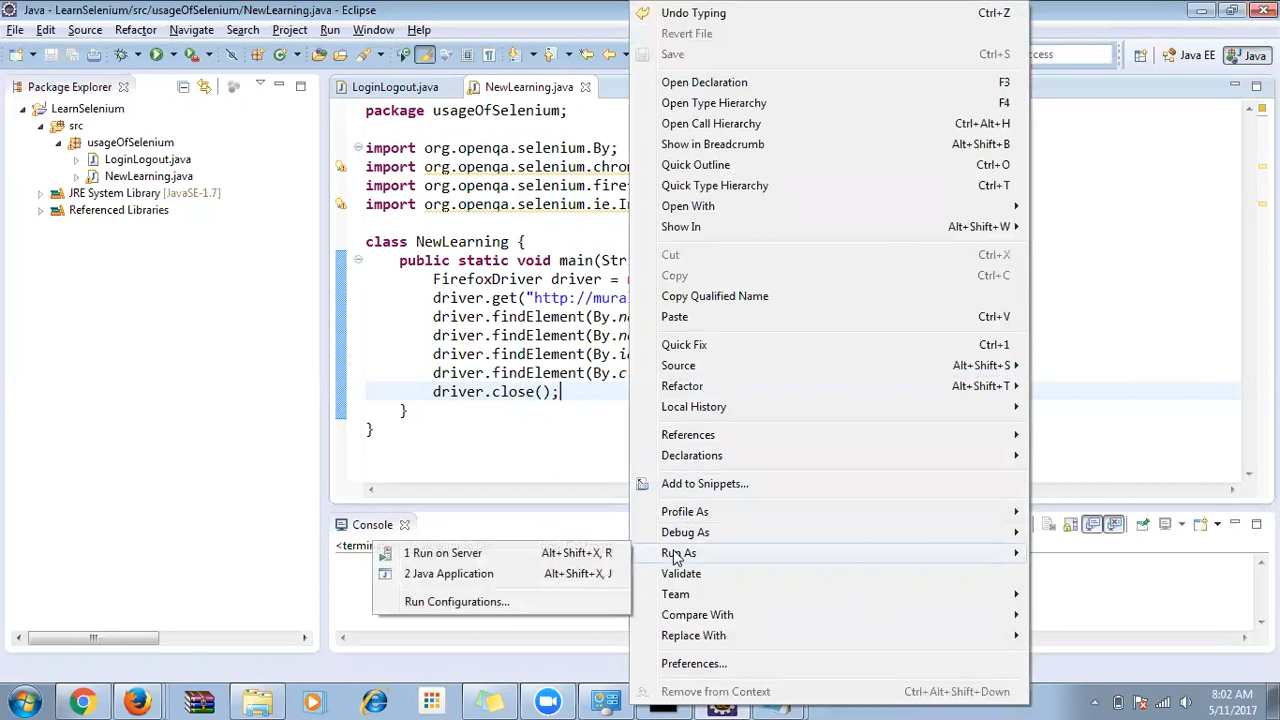 Java - LearnSelenium/src/usageOfSelenium/NewLearning.java - Eclipse
File Edit Source Refactor Navigate Search Project Run Window Help
Java EE Java
Package Explorer
LearnSelenium
src
usageOfSelenium
LoginLogout.java
NewLearning.java
JRE System Library [JavaSE-1.7]
Referenced Libraries
LoginLogout.java NewLearning.java
package usageOfSelenium;
import org.openqa.selenium.By;
import org.openqa.selenium.chro
import org.openqa.selenium.fire
import org.openqa.selenium.ie.In
class NewLearning {
public static void main(Str
FirefoxDriver driver =
driver.get("http://mura
driver.findElement(By.
driver.findElement(By.
driver.findElement(By.
driver.findElement(By.c
driver.close();
}
}
Console
1 Run on Server Alt+Shift+X, R
2 Java Application Alt+Shift+X, J
Run Configurations...
Undo Typing Ctrl+Z
Revert File
Save Ctrl+S
Open Declaration F3
Open Type Hierarchy F4
Open Call Hierarchy Ctrl+Alt+H
Show in Breadcrumb Alt+Shift+B
Quick Outline Ctrl+O
Quick Type Hierarchy Ctrl+T
Open With
Show In Alt+Shift+W
Cut Ctrl+X
Copy Ctrl+C
Copy Qualified Name
Paste Ctrl+V
Quick Fix Ctrl+1
Source Alt+Shift+S
Refactor Alt+Shift+T
Local History
References
Declarations
Add to Snippets...
Profile As
Debug As
Run As
Validate
Team
Compare With
Replace With
Preferences...
Remove from Context Ctrl+Alt+Shift+Down
8:02 AM
5/11/2017